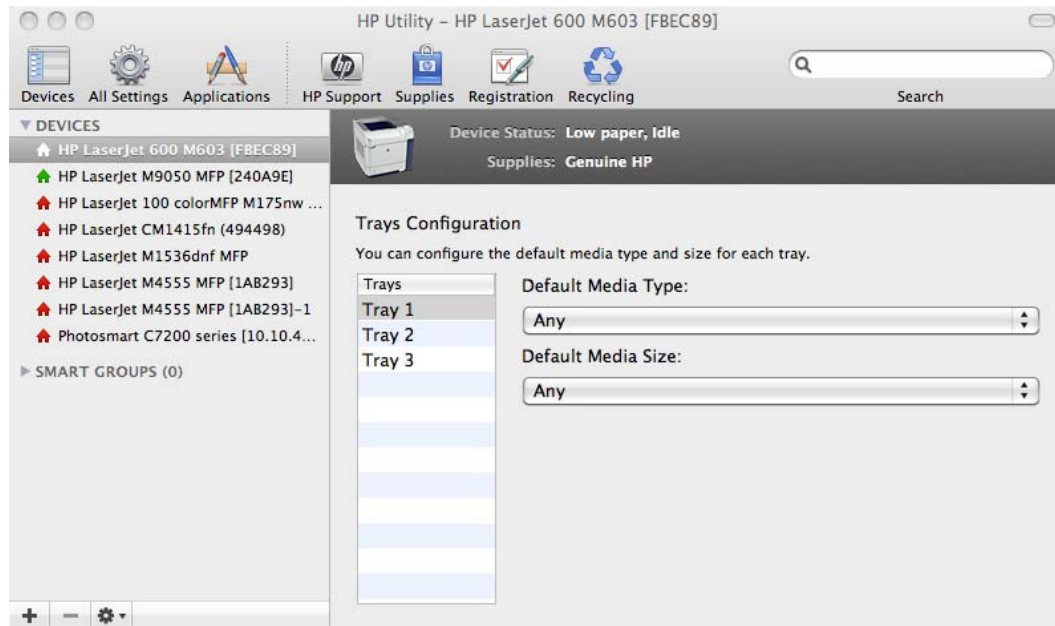 HP Utility – HP LaserJet 600 M603 [FBEC89]
Devices All Settings Applications HP Support Supplies Registration Recycling Search
DEVICES
HP LaserJet 600 M603 [FBEC89]
HP LaserJet M9050 MFP [240A9E]
HP LaserJet 100 colorMFP M175nw ...
HP LaserJet CM1415fn (494498)
HP LaserJet M1536dnf MFP
HP LaserJet M4555 MFP [1AB293]
HP LaserJet M4555 MFP [1AB293]-1
Photosmart C7200 series [10.10.4...
SMART GROUPS (0)
Device Status: Low paper, Idle
Supplies: Genuine HP
Trays Configuration
You can configure the default media type and size for each tray.
Trays
Tray 1
Tray 2
Tray 3
Default Media Type:
Any
Default Media Size:
Any